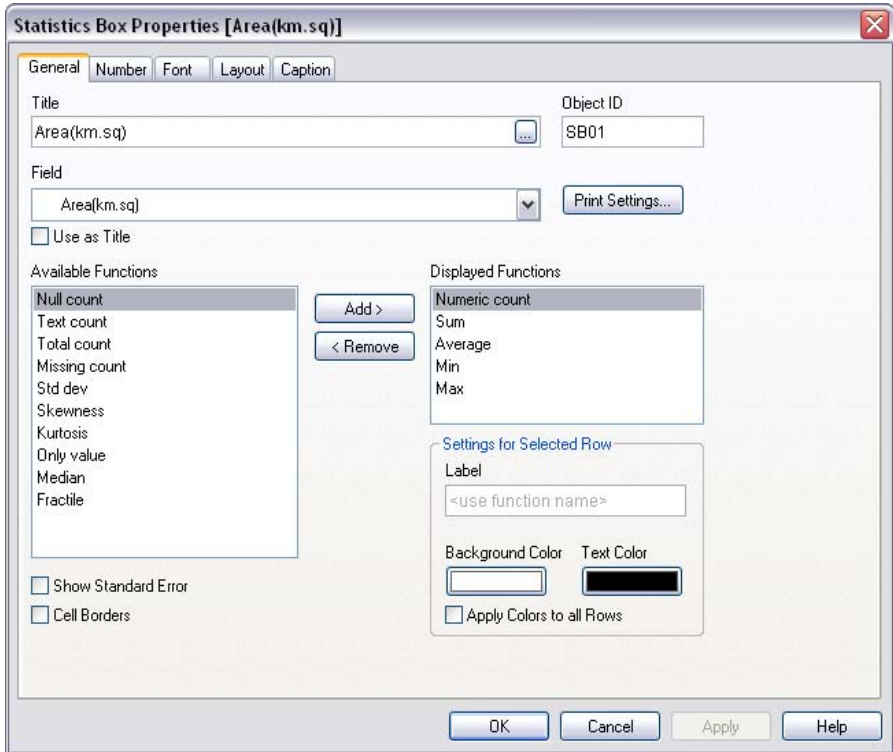 Statistics Box Properties [Area(km.sq)]
General Number Font Layout Caption
Title
Area(km.sq)
...
Object ID
SB01
Field
Area(km.sq)
Print Settings...
Use as Title
Available Functions
Null count
Text count
Total count
Missing count
Std dev
Skewness
Kurtosis
Only value
Median
Fractile
Add >
< Remove
Displayed Functions
Numeric count
Sum
Average
Min
Max
Settings for Selected Row
Label
<use function name>
Background Color Text Color
Apply Colors to all Rows
Show Standard Error
Cell Borders
OK Cancel Apply Help